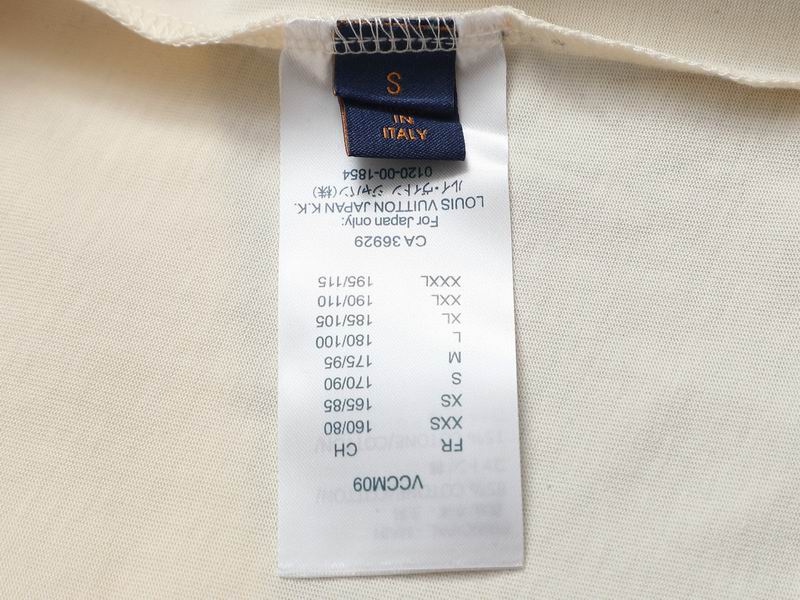 S
IN
ITALY
VCCM09
FR CH
XXS 160/80
XS 165/85
S 170/90
M 175/95
L 180/100
XL 185/105
XXL 190/110
XXXL 195/115
CA 36929
For Japan only:
LOUIS VUITTON JAPAN K.K.
ルイ・ヴィトン ジャパン(株)
0120-00-1854